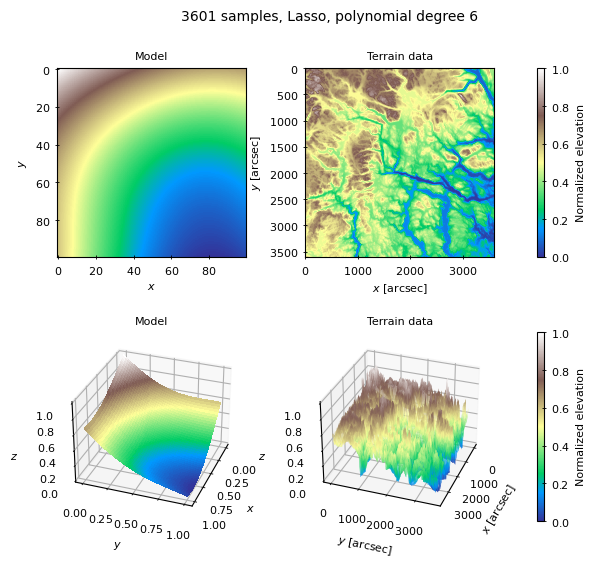 3601 samples, Lasso, polynomial degree 6
Model
0
20
40
60
80
y
0 20 40 60 80
x
Terrain data
0
500
1000
1500
2000
2500
3000
3500
y [arcsec]
0 1000 2000 3000
x [arcsec]
1.0
0.8
0.6
0.4
0.2
0.0
Normalized elevation
Model
z
1.0
0.8
0.6
0.4
0.2
0.0
0.00 0.25 0.50 0.75 1.00
y
0.00
0.25
0.50
0.75
1.00
x
Terrain data
z
1.0
0.8
0.6
0.4
0.2
0.0
0 1000 2000 3000
y [arcsec]
0
1000
2000
3000
x [arcsec]
1.0
0.8
0.6
0.4
0.2
0.0
Normalized elevation